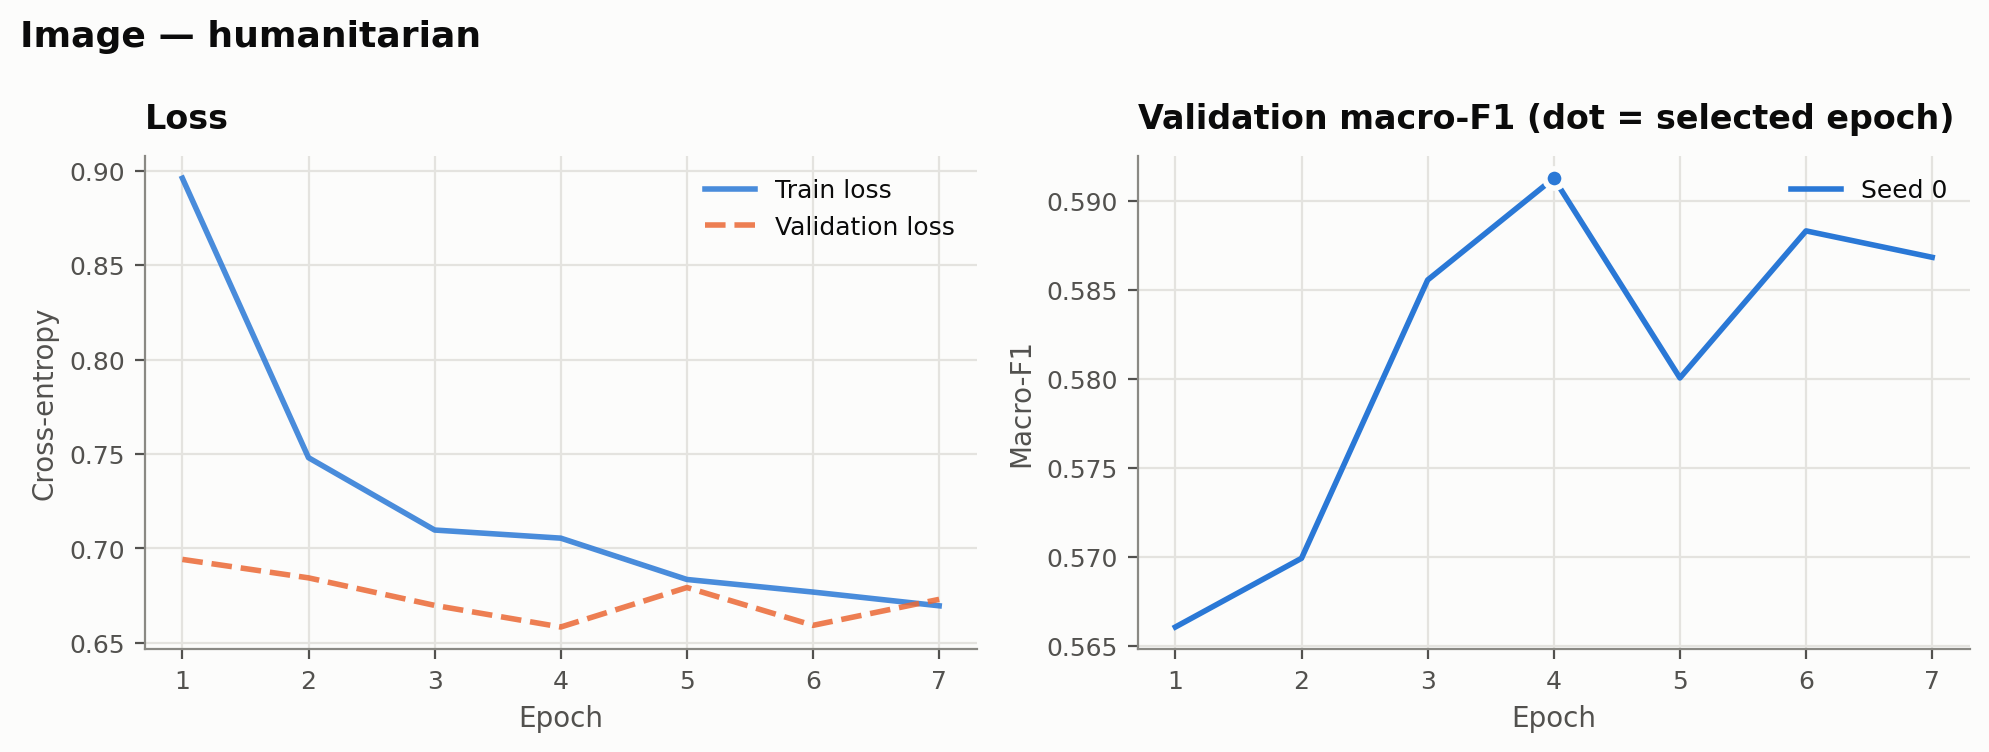 Image — humanitarian
Loss
0.90
0.85
0.80
0.75
0.70
0.65
Cross-entropy
Train loss
Validation loss
1 2 3 4 5 6 7
Epoch
Validation macro-F1 (dot = selected epoch)
0.590
0.585
0.580
0.575
0.570
0.565
Macro-F1
Seed 0
1 2 3 4 5 6 7
Epoch